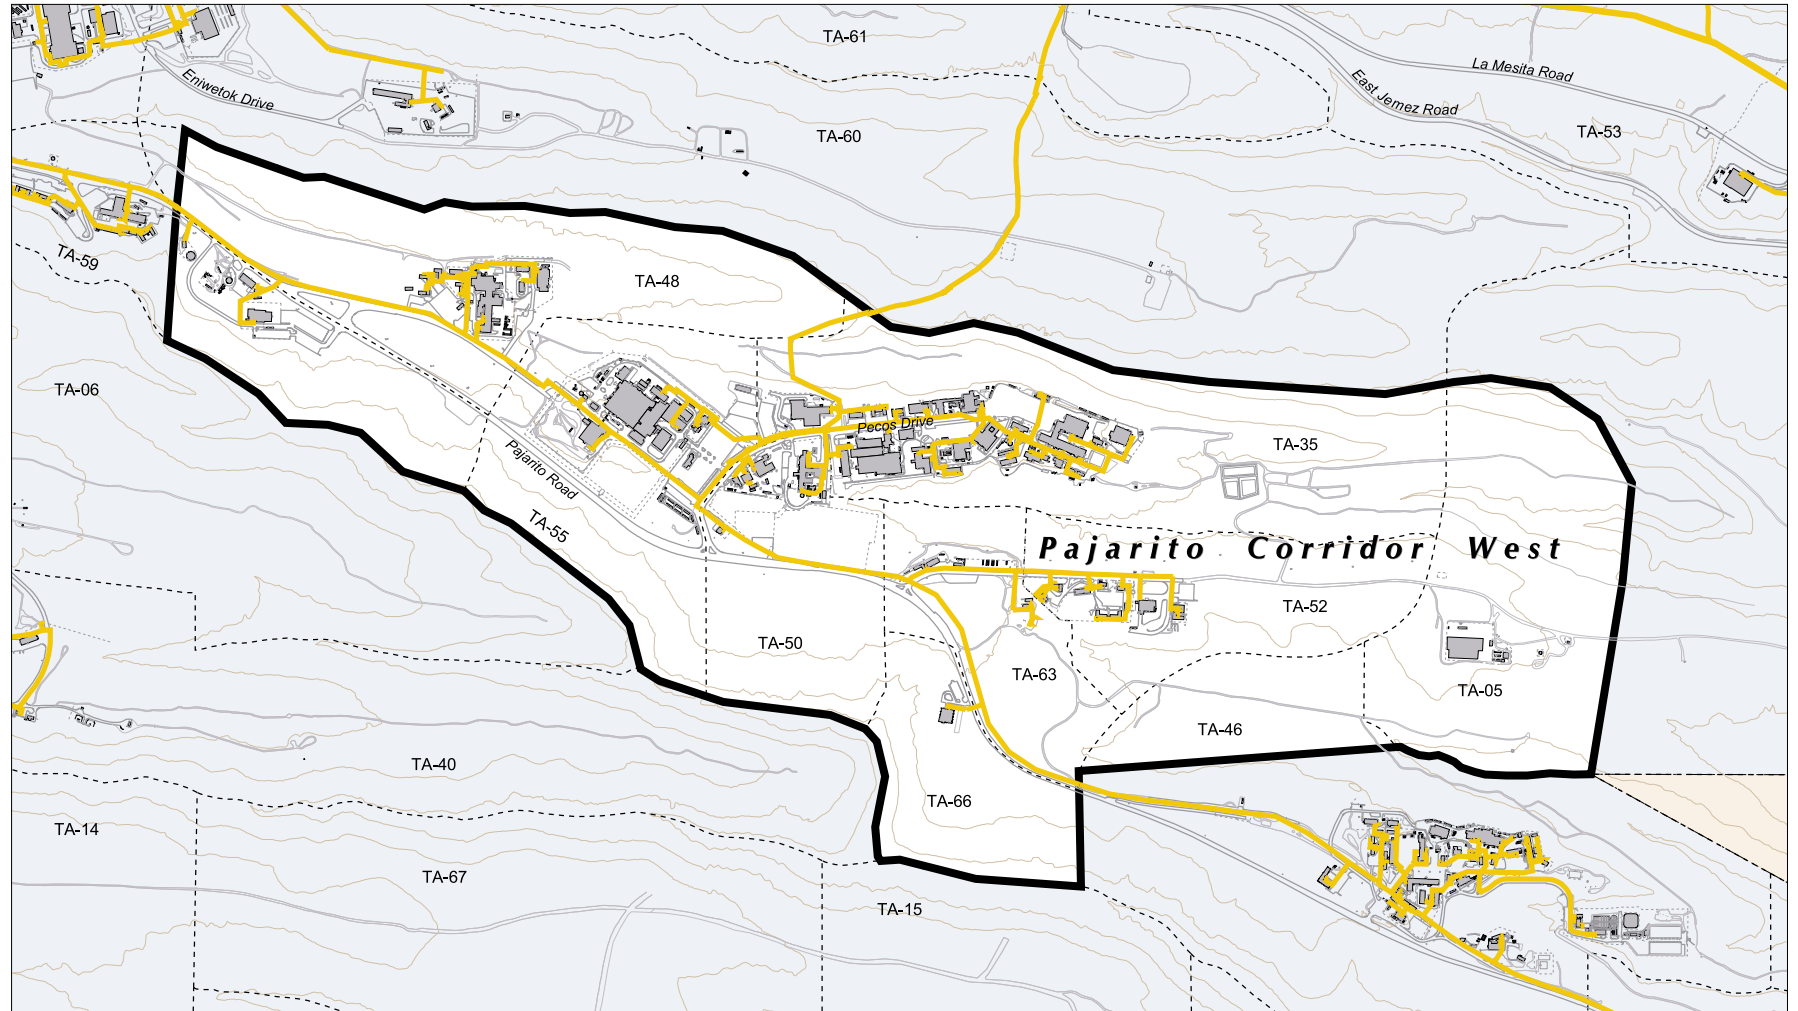 TA-61
La Mesita Road
Eniwetok Drive
East Jemez Road
TA-60
TA-53
TA-59
TA-48
TA-06
Pecos Drive
TA-35
Pajarito Road
TA-55
Pajarito Corridor West
TA-52
TA-50
TA-63
TA-05
TA-46
TA-40
TA-66
TA-14
TA-67
TA-15